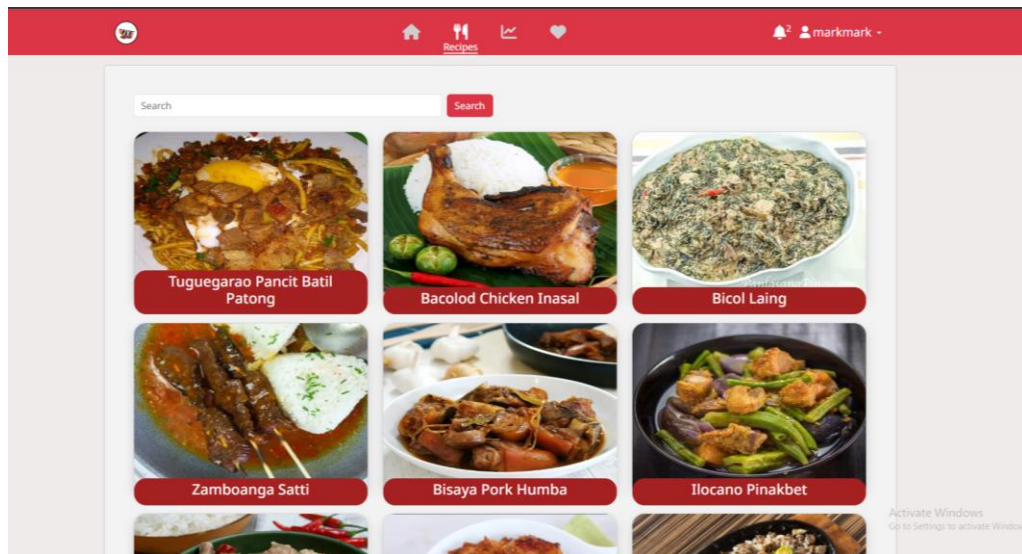 Recipes
2
markmark
Search
Search
Tuguegarao Pancit Batil
Patong
Bacolod Chicken Inasal
Bicol Laing
Zamboanga Satti
Bisaya Pork Humba
Ilocano Pinakbet
Activate Windows
Go to Settings to activate Window